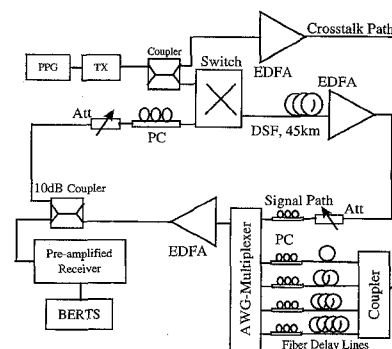 Coupler
Crosstalk Path
PPG
TX
EDFA
Switch
EDFA
Att
PC
DSF, 45km
10dB Coupler
Signal Path
Att
EDFA
PC
Pre-amplified
Receiver
AWG-Multiplexer
Coupler
BERTS
Fiber Delay Lines